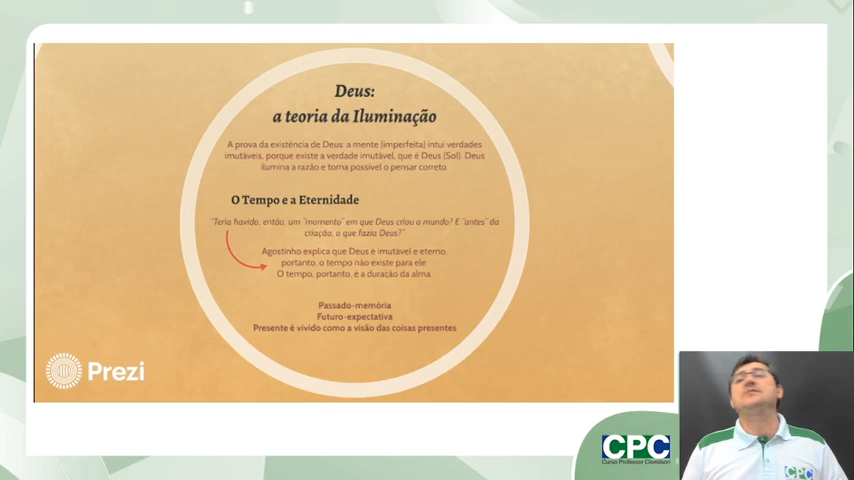 Deus:
a teoria da Iluminação
A prova da existência de Deus: a mente (imperfeita) intui verdades
imutáveis, porque existe a verdade imutável, que é Deus (Sol). Deus
ilumina a razão e torna possível o pensar correto.
O Tempo e a Eternidade
"Teria havido, então, um "momento" em que Deus criou o mundo? E "antes" da
criação, o que fazia Deus?"
Agostinho explica que Deus é imutável e eterno,
portanto, o tempo não existe para ele.
O tempo, portanto, é a duração da alma.
Passado-memória
Futuro-expectativa
Presente é vivido como a visão das coisas presentes
Prezi
CPC
Curso Professor Cleidison
CPC